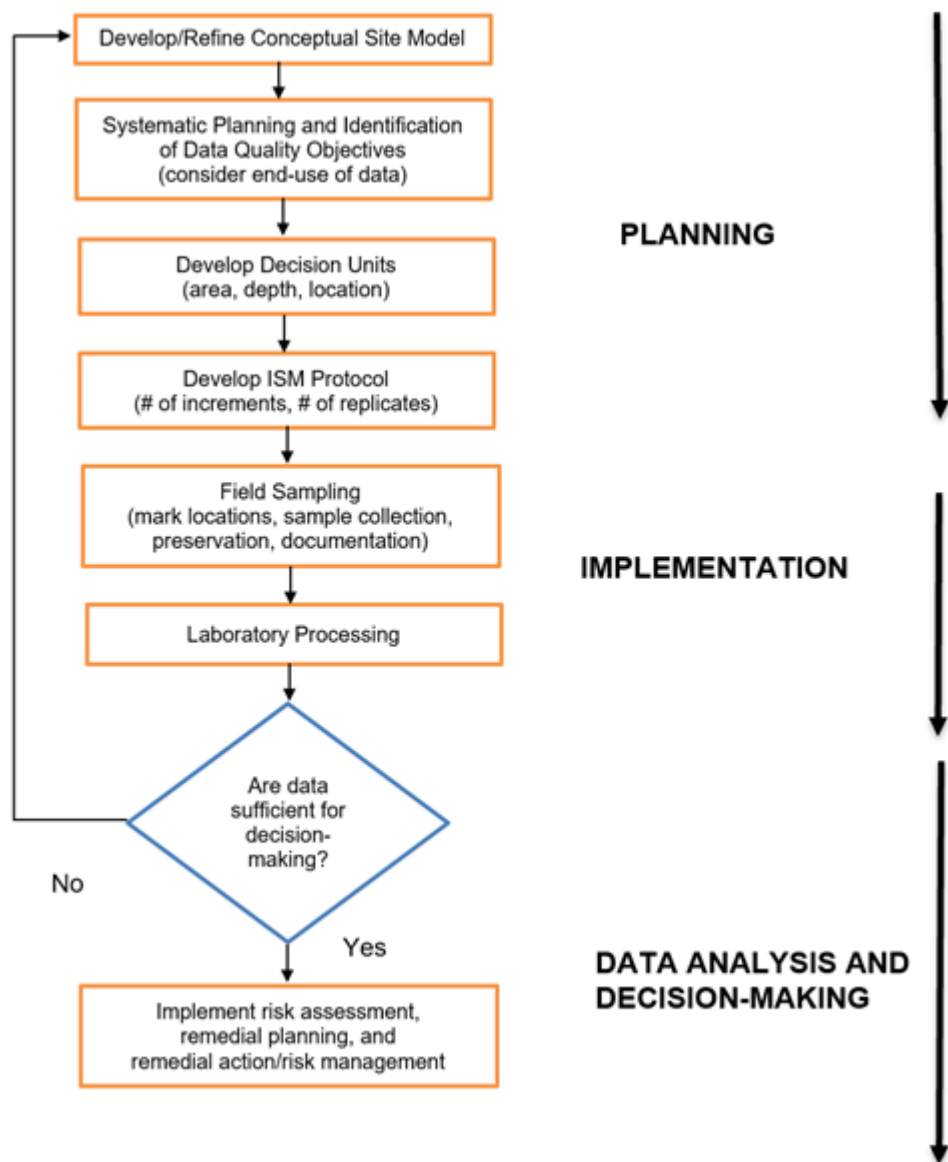 Develop/Refine Conceptual Site Model
Systematic Planning and Identification
of Data Quality Objectives
(consider end-use of data)
PLANNING
Develop Decision Units
(area, depth, location)
Develop ISM Protocol
(# of increments, # of replicates)
Field Sampling
(mark locations, sample collection,
preservation, documentation)
IMPLEMENTATION
Laboratory Processing
Are data
sufficient for
decision-
making?
No
Yes
DATA ANALYSIS AND
DECISION-MAKING
Implement risk assessment,
remedial planning, and
remedial action/risk management